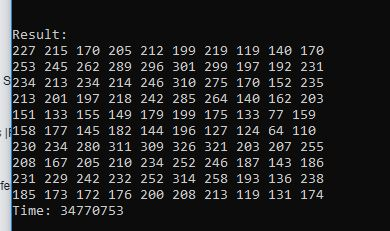 Result:
227 215 170 205 212 199 219 119 140 170
253 245 262 289 296 301 299 197 192 231
234 213 234 214 246 310 275 170 152 235
213 201 197 218 242 285 264 140 162 203
151 133 155 149 179 199 175 133 77 159
158 177 145 182 144 196 127 124 64 110
230 234 280 311 309 326 321 203 207 255
208 167 205 210 234 252 246 187 143 186
231 229 242 232 252 314 258 193 136 238
185 173 172 176 200 208 213 119 131 174
Time: 34770753